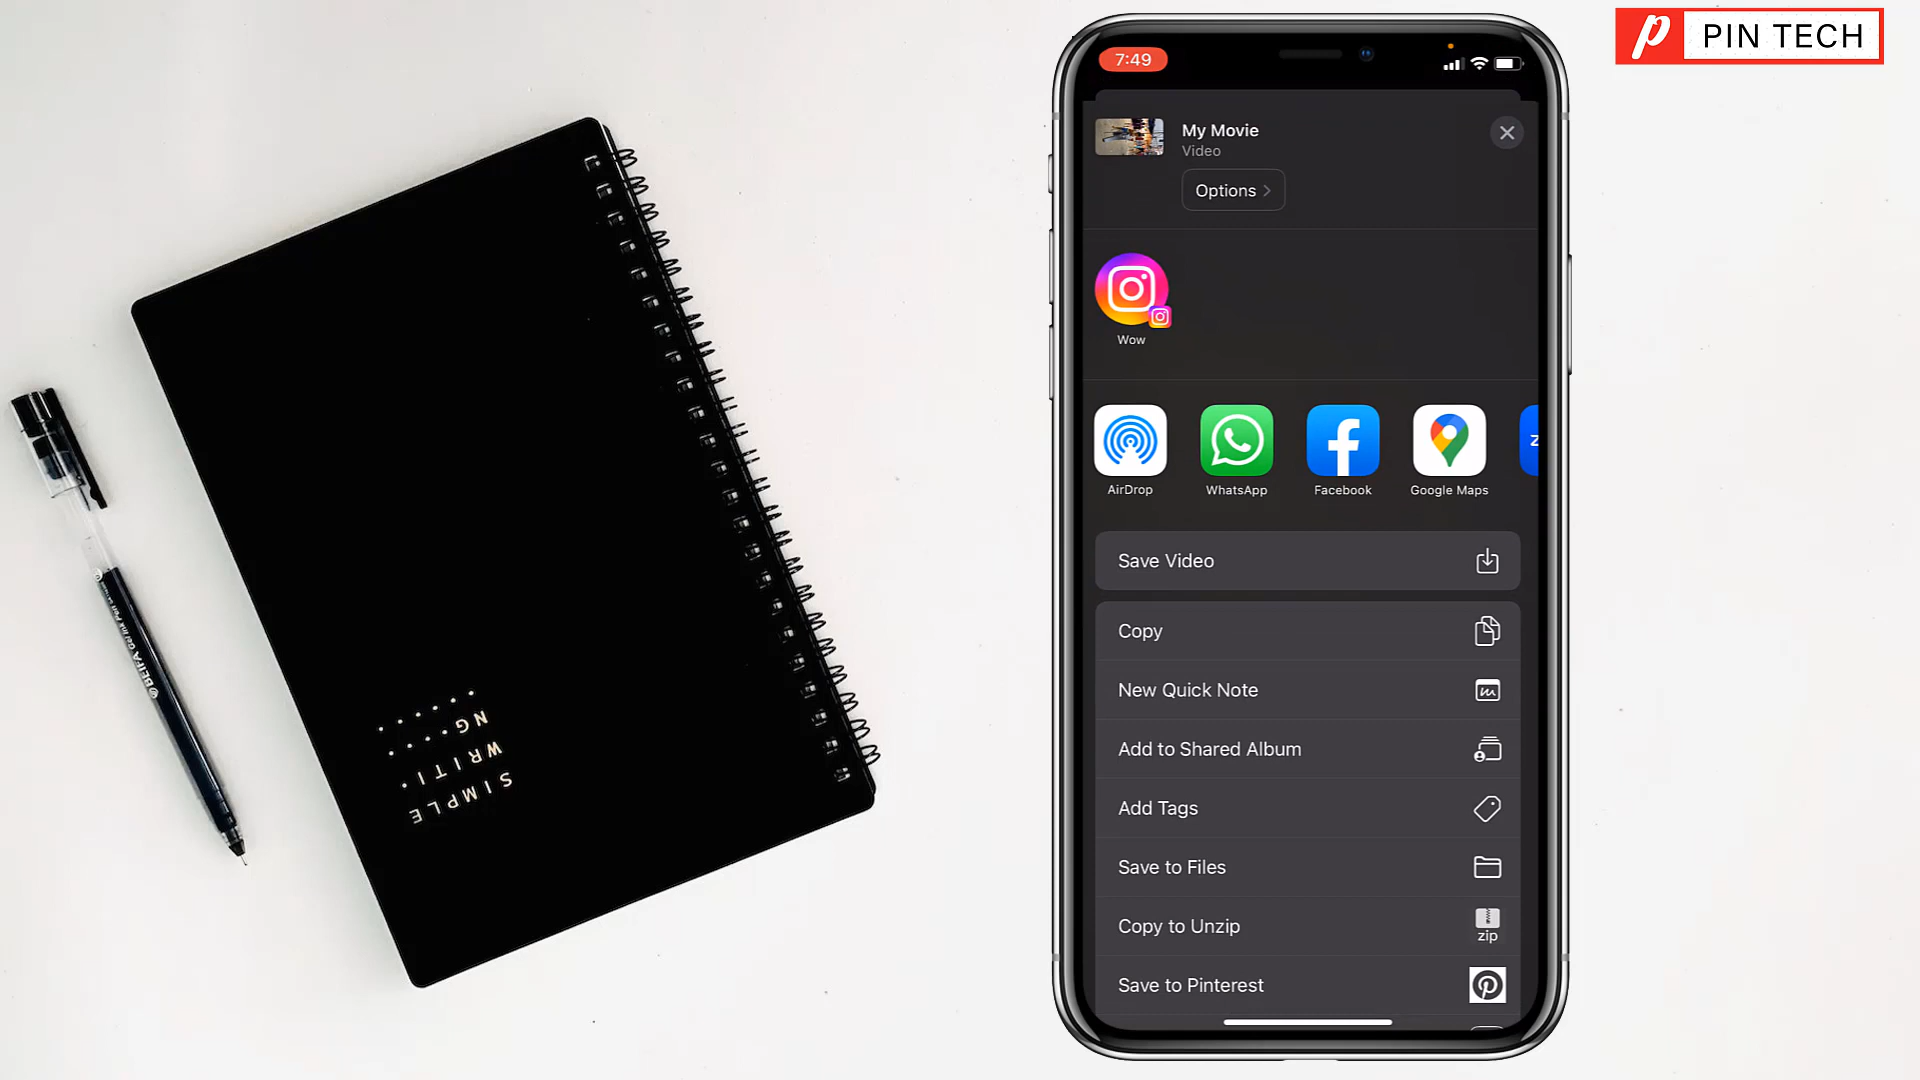 PIN TECH
7:49
My Movie
Video
Options
Wow
AirDrop
WhatsApp
Facebook
Google Maps
Save Video
Copy
New Quick Note
Add to Shared Album
Add Tags
Save to Files
Copy to Unzip
zip
Save to Pinterest
SIMPLE
WRITI
NG